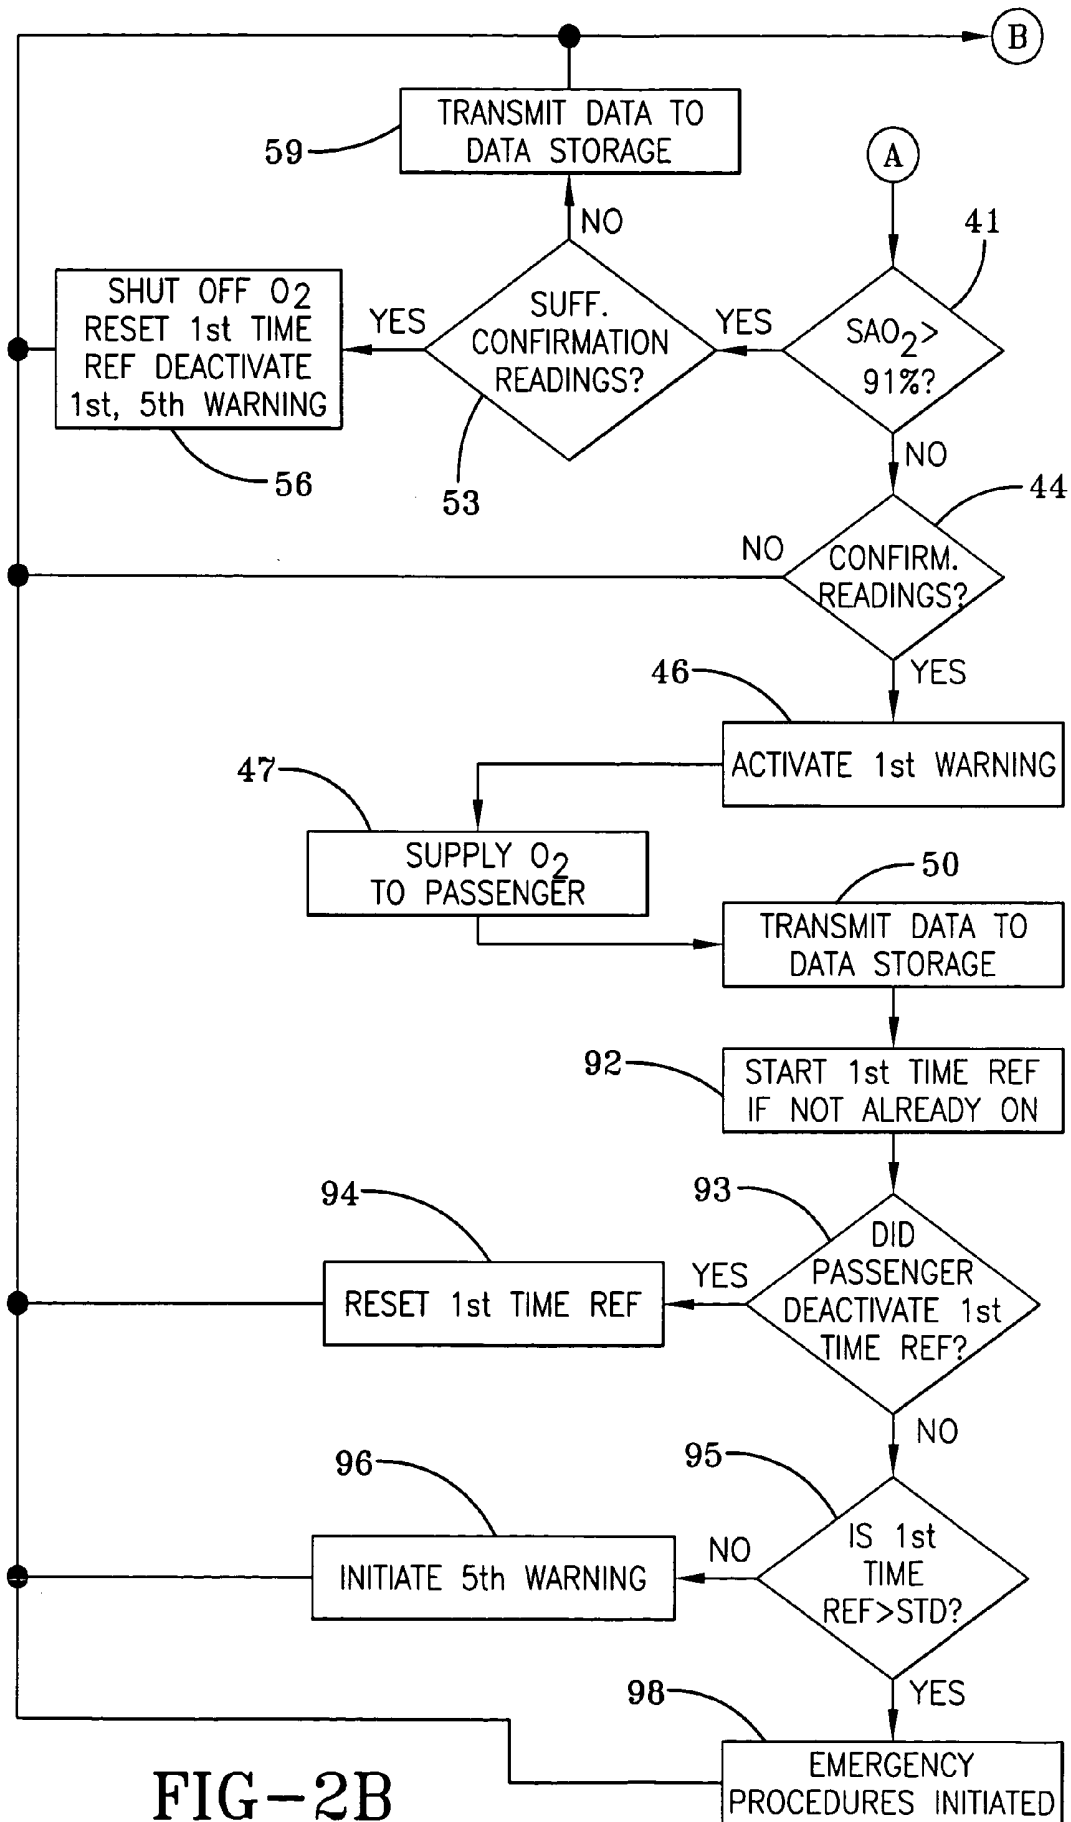 B
TRANSMIT DATA TO
DATA STORAGE
59
A
NO
41
SHUT OFF O2
RESET 1st TIME
REF DEACTIVATE
1st, 5th WARNING
YES
SUFF.
CONFIRMATION
READINGS?
YES
SAO2>
91%?
56
53
NO
44
NO
CONFIRM.
READINGS?
YES
46
ACTIVATE 1st WARNING
47
SUPPLY O2
TO PASSENGER
50
TRANSMIT DATA TO
DATA STORAGE
92
START 1st TIME REF
IF NOT ALREADY ON
94
93
DID
PASSENGER
DEACTIVATE 1st
TIME REF?
YES
RESET 1st TIME REF
NO
96
95
IS 1st
TIME
REF>STD?
NO
INITIATE 5th WARNING
YES
98
EMERGENCY
PROCEDURES INITIATED
FIG-2B